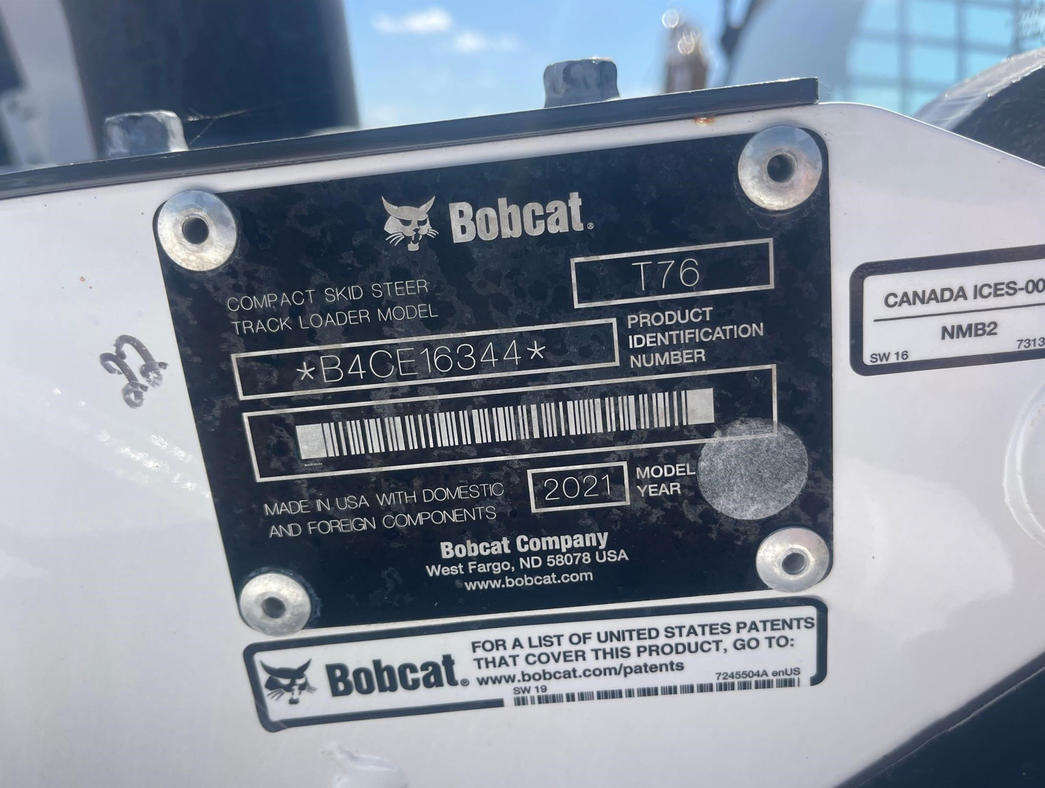 Bobcat.
COMPACT SKID STEER
TRACK LOADER MODEL
T76
*B4CE16344*
PRODUCT
IDENTIFICATION
NUMBER
MADE IN USA WITH DOMESTIC
AND FOREIGN COMPONENTS
2021
MODEL
YEAR
Bobcat Company
West Fargo, ND 58078 USA
www.bobcat.com
CANADA ICES-00
NMB2
SW 16
7313
Bobcat.
FOR A LIST OF UNITED STATES PATENTS
THAT COVER THIS PRODUCT, GO TO:
www.bobcat.com/patents
SW 19
7245504A enUS